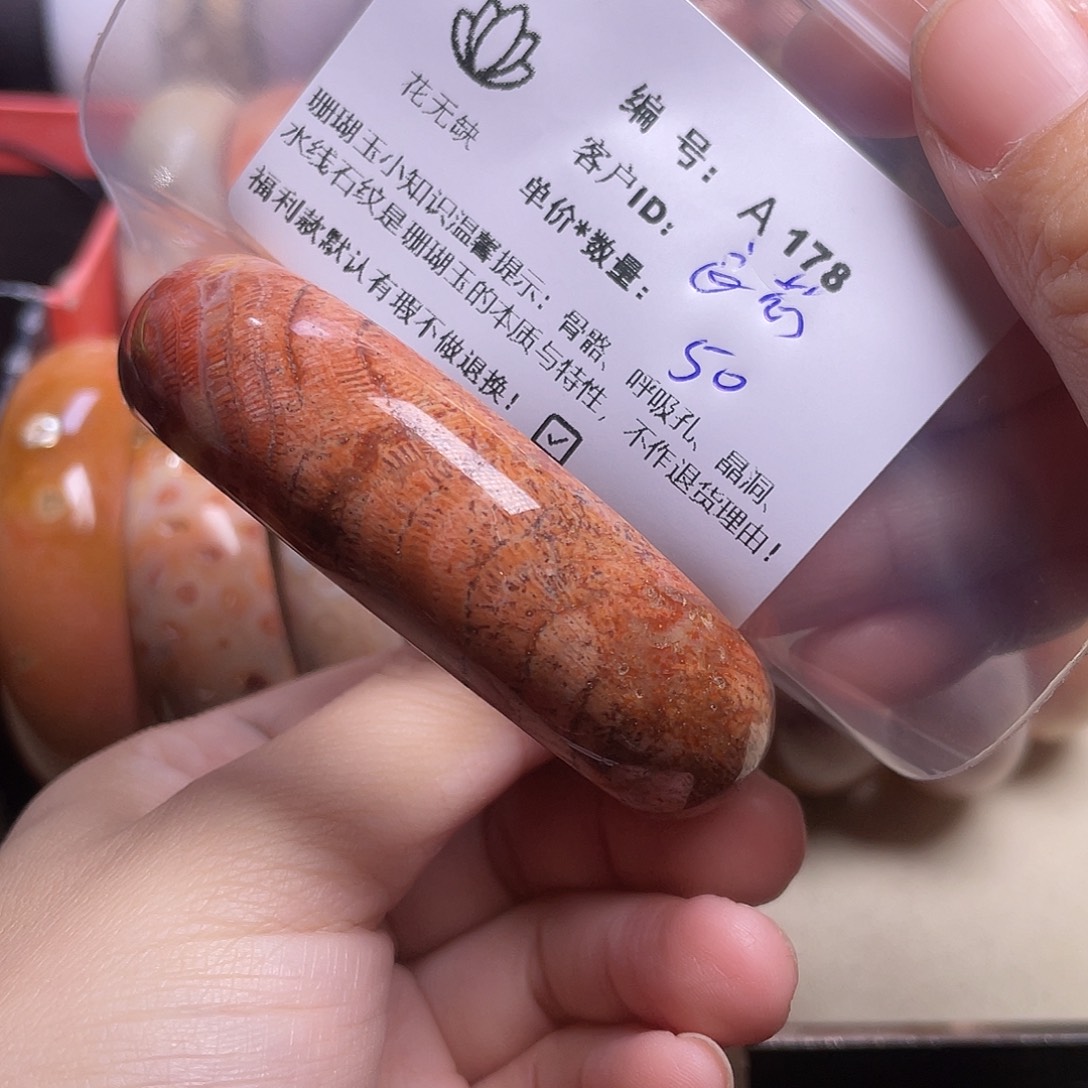 花无缺
编 号：A 178
客户ID：
单价*数量：50
珊瑚玉小知识温馨提示：骨骼、呼吸孔、晶洞、
水线石纹是珊瑚玉的本质与特性，不作退货理由！
福利款默认有瑕不做退换！